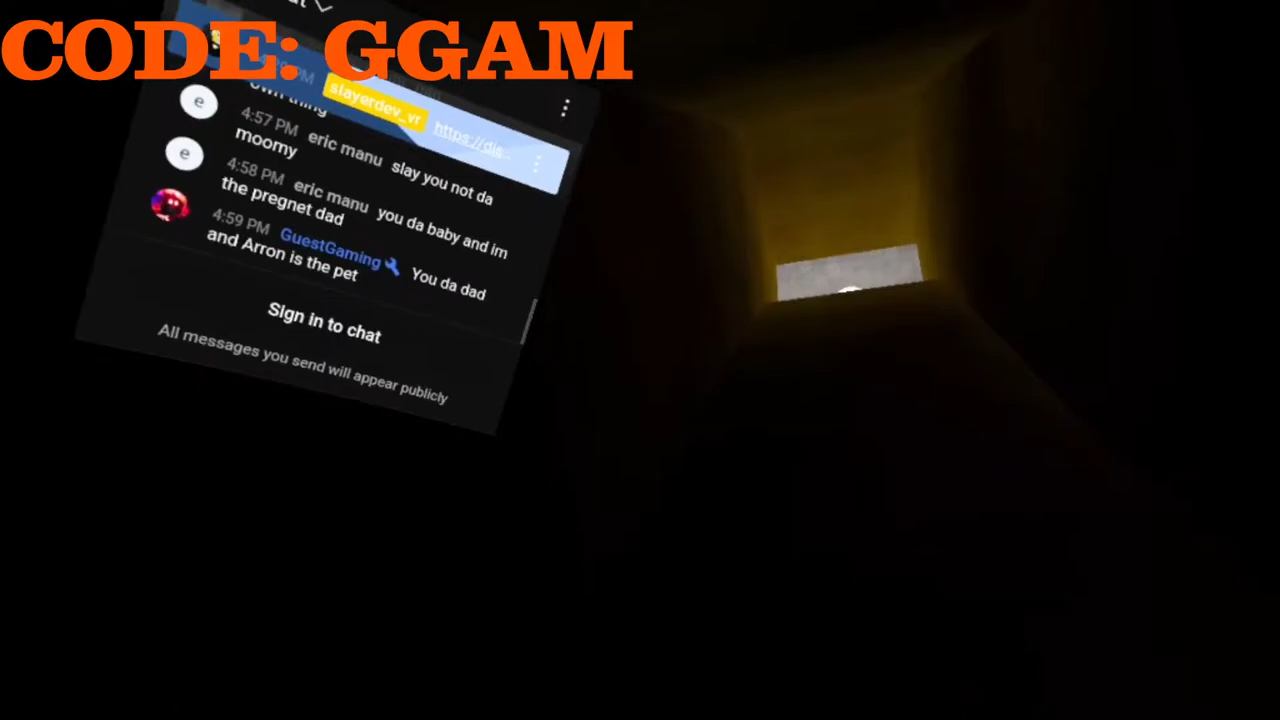 CODE: GGAM
slayerdev_vr https://dis...
own thing
4:57 PM eric manu slay you not da
moomy
4:58 PM eric manu you da baby and im
the pregnet dad
4:59 PM GuestGaming You da dad
and Arron is the pet
Sign in to chat
All messages you send will appear publicly